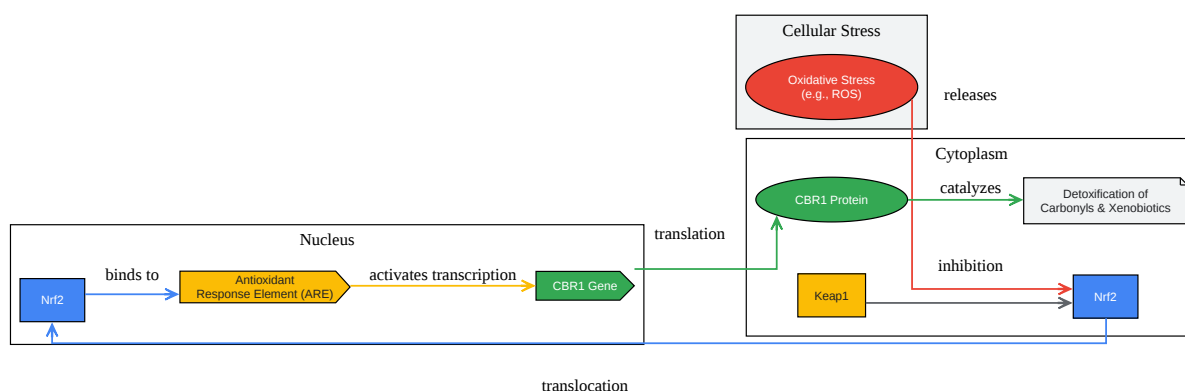 Cellular Stress
Oxidative Stress
(e.g., ROS)
releases
Cytoplasm
CBR1 Protein
catalyzes
Detoxification of
Carbonyls & Xenobiotics
translation
Nucleus
Nrf2
binds to
Antioxidant
Response Element (ARE)
activates transcription
CBR1 Gene
Keap1
inhibition
Nrf2
translocation